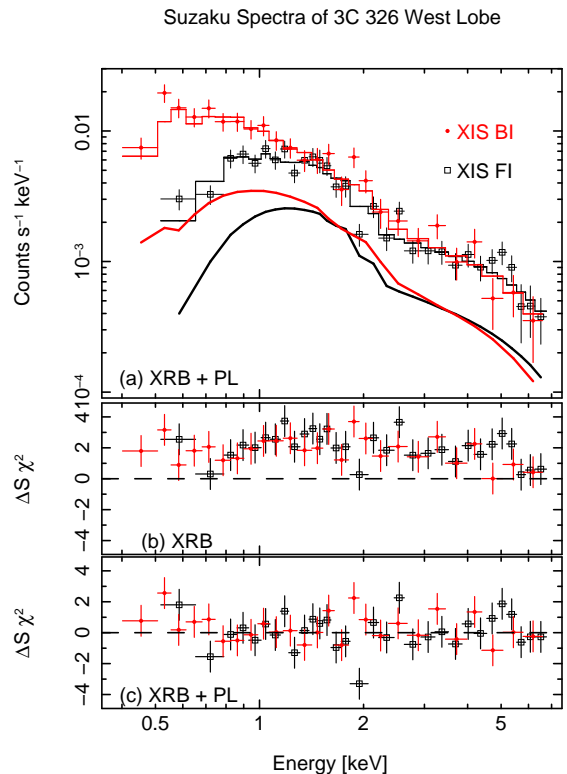 Suzaku Spectra of 3C 326 West Lobe
XIS BI
XIS FI
0.01
10⁻³
10⁻⁴
Counts s⁻¹ keV⁻¹
(a) XRB + PL
4
2
0
−2
−4
ΔS χ²
(b) XRB
4
2
0
−2
−4
ΔS χ²
(c) XRB + PL
0.5 1 2 5
Energy [keV]